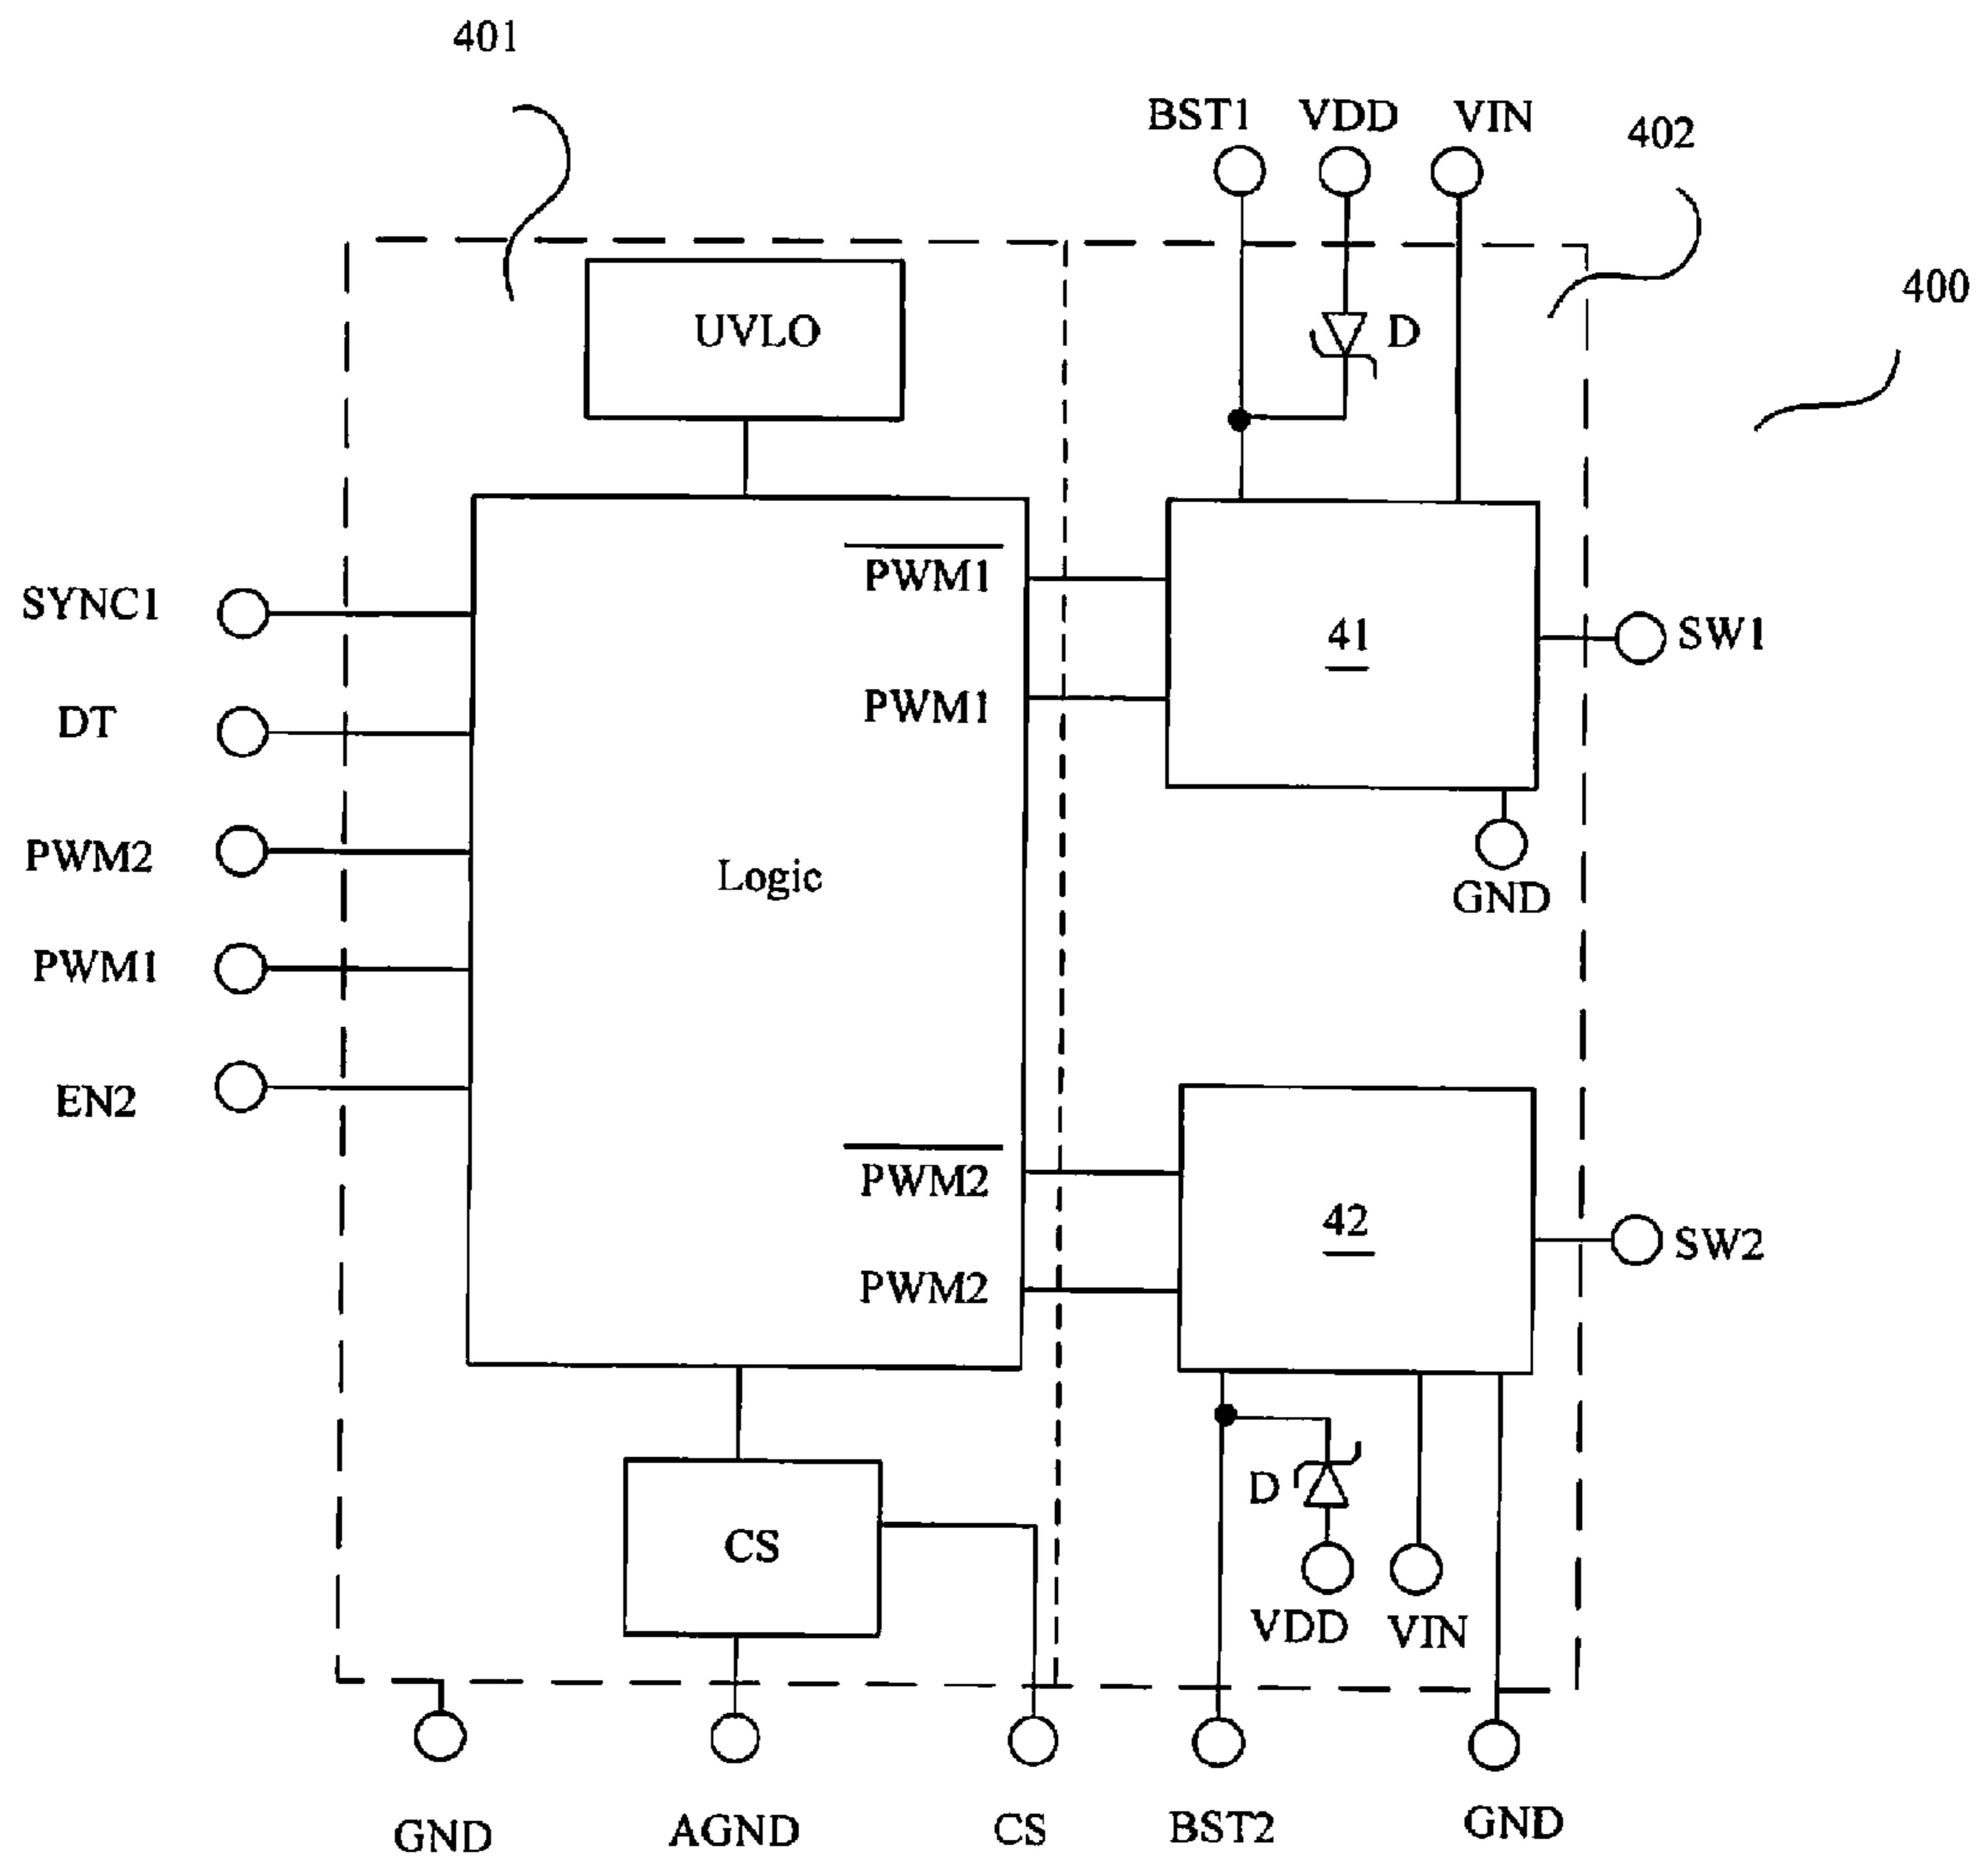 401
BST1 VDD VIN
402
400
UVLO
D
SYNC1
PWM1
41
SW1
DT
PWM1
PWM2
Logic
GND
PWM1
EN2
PWM2
42
SW2
PWM2
D
CS
VDD VIN
GND AGND CS BST2 GND